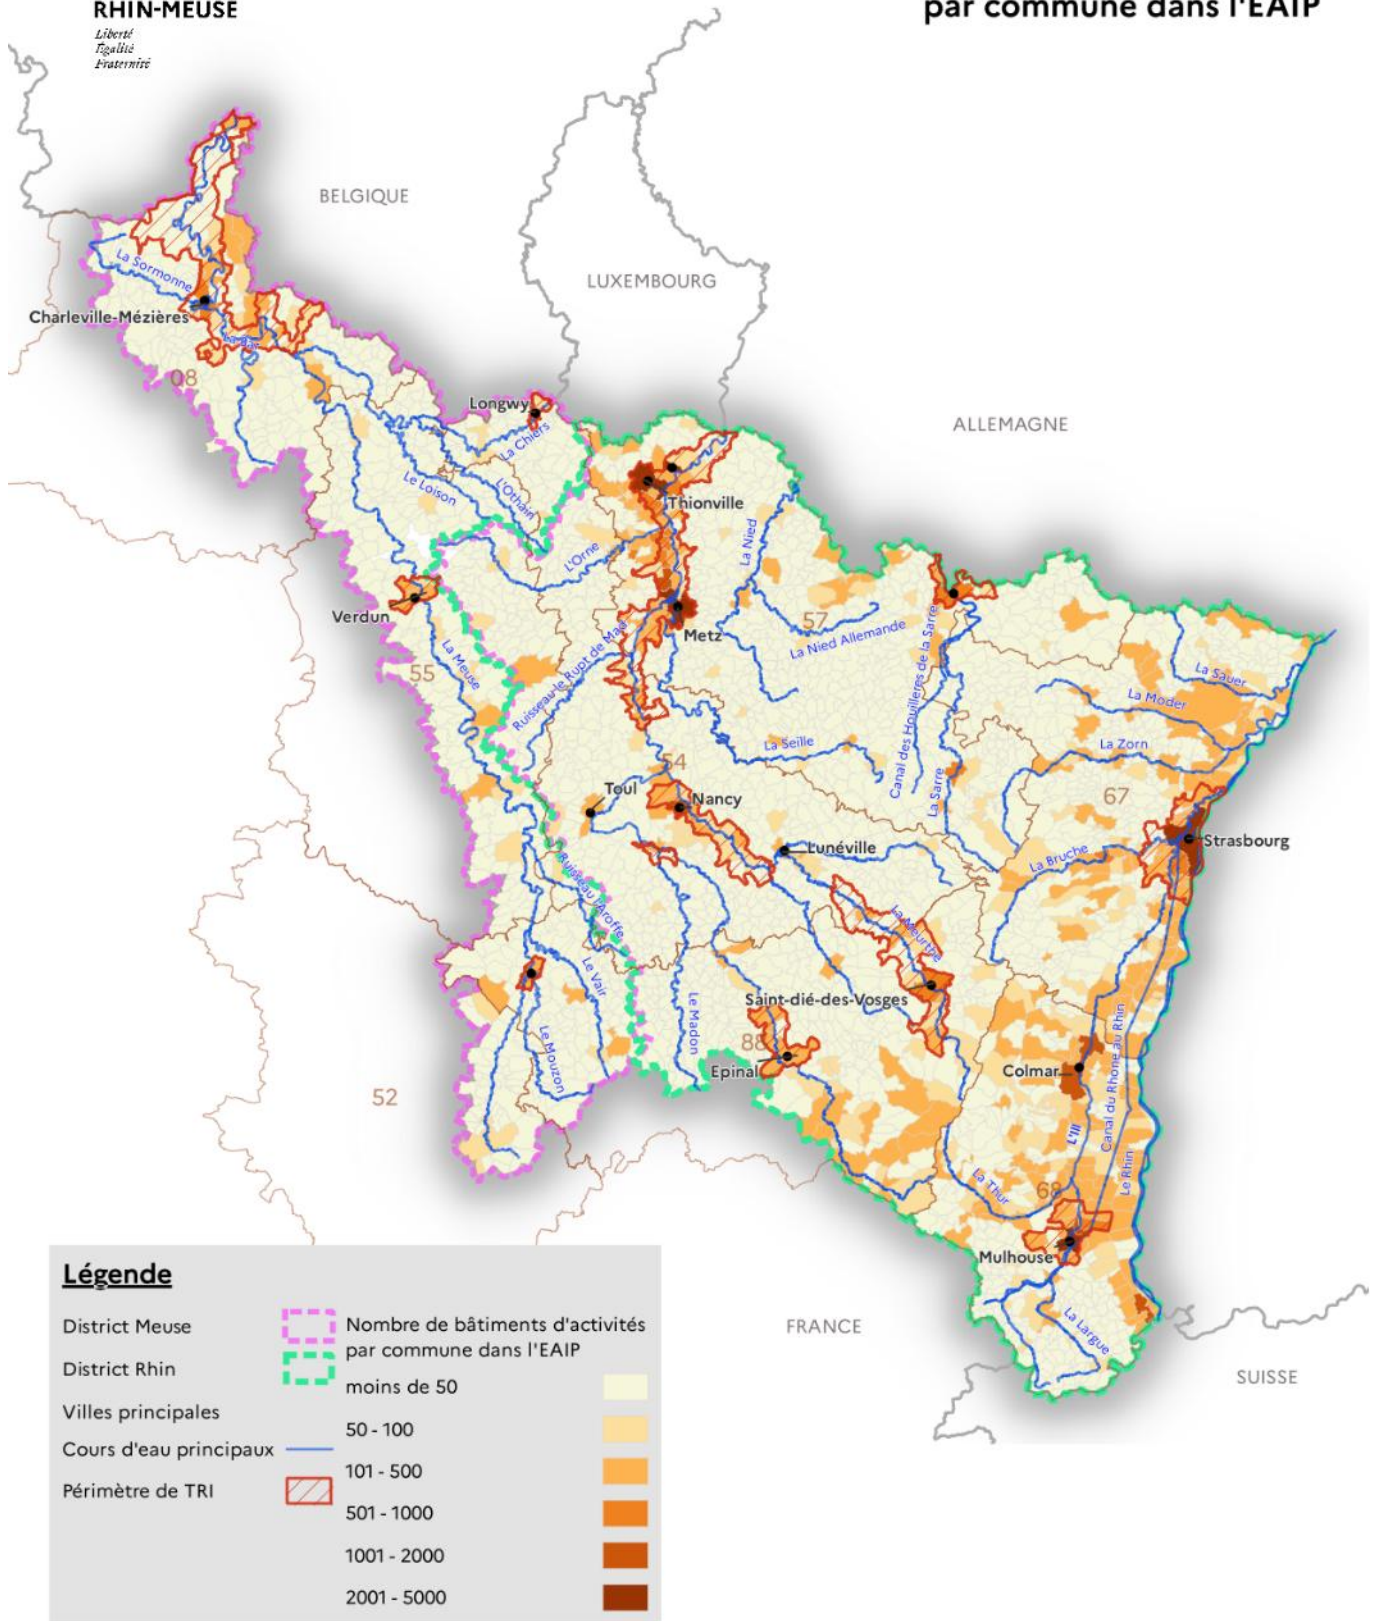 RHIN-MEUSE
par commune dans l'EAIP
Liberté
Égalité
Fraternité
BELGIQUE
LUXEMBOURG
ALLEMAGNE
La Sormonne
Charleville-Mézières
La Bar
08
Longwy
La Chiers
Le Loison
L'Othain
Thionville
La Nied
L'Orne
Verdun
Metz
57
La Nied Allemande
Canal des Houillères de la Sarre
55
La Meuse
Ruisseau le Rupt de Mad
La Sauer
La Moder
La Zorn
La Seille
54
Toul
Nancy
La Sarre
67
Strasbourg
Lunéville
La Bruche
Ruisseau l'Aroffe
La Meurthe
Le Vair
Le Madon
Saint-dié-des-Vosges
Le Mouzon
88
Epinal
Colmar
Canal du Rhone au Rhin
52
L'Ill
Le Rhin
La Thur
68
Mulhouse
La Largue
FRANCE
SUISSE
Légende
District Meuse
District Rhin
Villes principales
Cours d'eau principaux
Périmètre de TRI
Nombre de bâtiments d'activités
par commune dans l'EAIP
moins de 50
50 - 100
101 - 500
501 - 1000
1001 - 2000
2001 - 5000